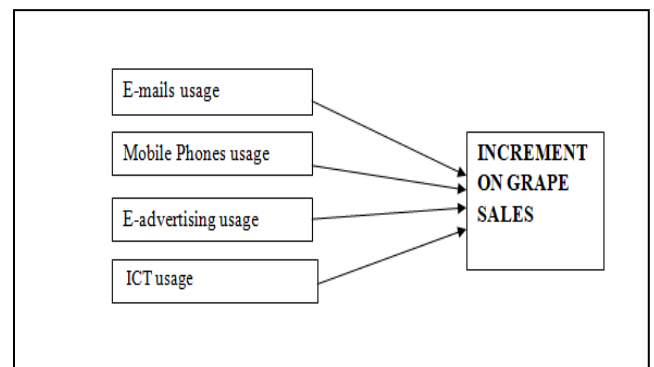 E-mails usage
Mobile Phones usage
E-advertising usage
ICT usage
INCREMENT
ON GRAPE
SALES